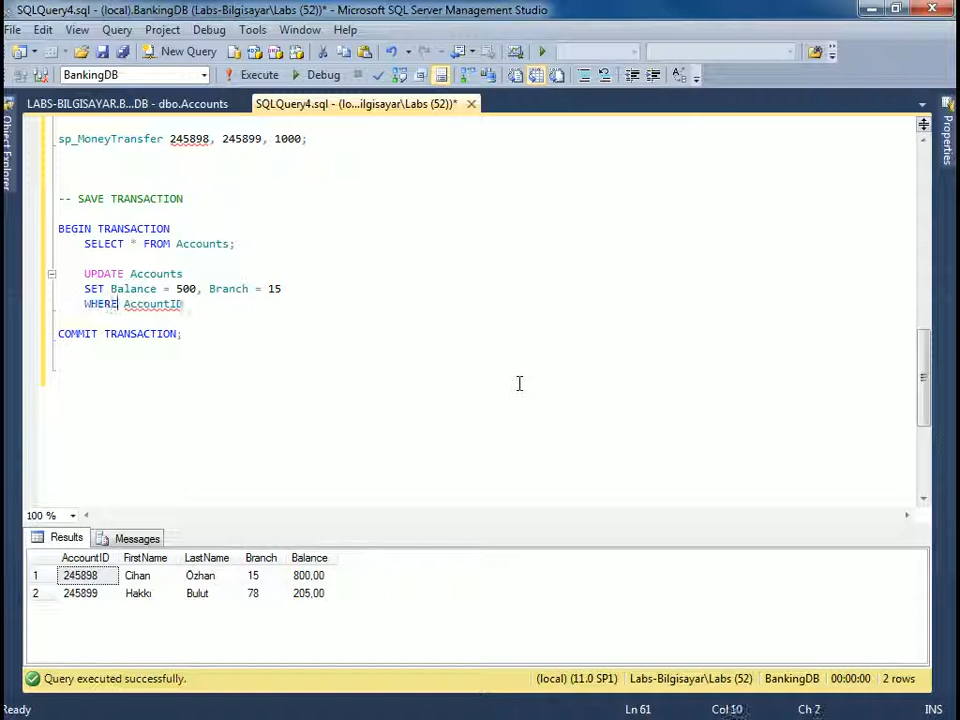 SQLQuery4.sql - (local).BankingDB (Labs-Bilgisayar\Labs (52))* - Microsoft SQL Server Management Studio
File Edit View Query Project Debug Tools Window Help
New Query
BankingDB Execute Debug
LABS-BILGISAYAR.B...DB - dbo.Accounts SQLQuery4.sql - (lo...ilgisayar\Labs (52))*
Object Explorer
Properties
sp_MoneyTransfer 245898, 245899, 1000;
-- SAVE TRANSACTION
BEGIN TRANSACTION
SELECT * FROM Accounts;
UPDATE Accounts
SET Balance = 500, Branch = 15
WHERE AccountID
COMMIT TRANSACTION;
100 %
Results Messages
AccountID FirstName LastName Branch Balance
1 245898 Cihan Özhan 15 800,00
2 245899 Hakkı Bulut 78 205,00
Query executed successfully. (local) (11.0 SP1) Labs-Bilgisayar\Labs (52) BankingDB 00:00:00 2 rows
Ready Ln 61 Col 10 Ch 2 INS